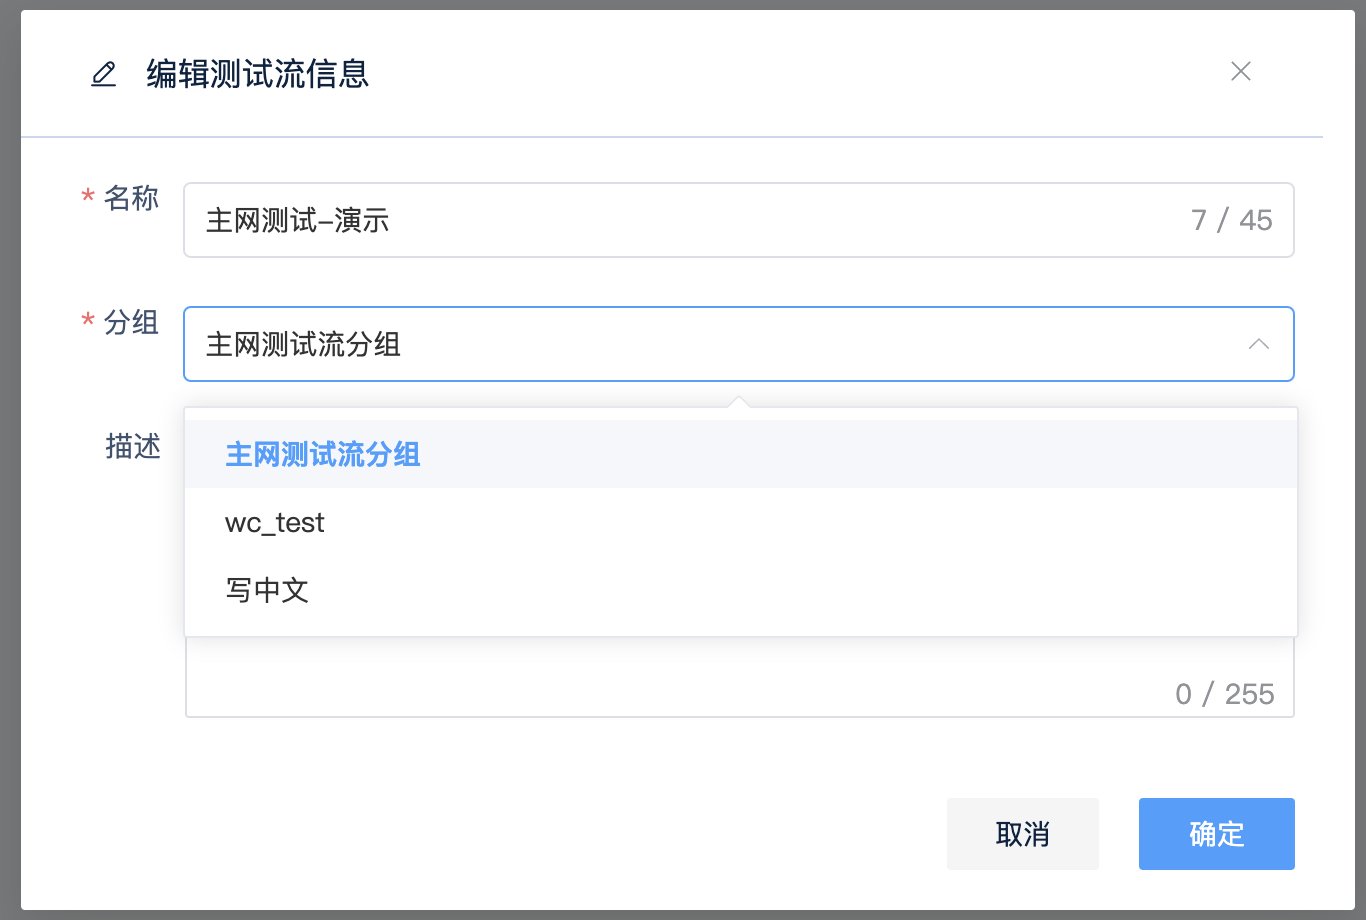 编辑测试流信息
* 名称
主网测试-演示
7 / 45
* 分组
主网测试流分组
描述
主网测试流分组
wc_test
写中文
0 / 255
取消
确定